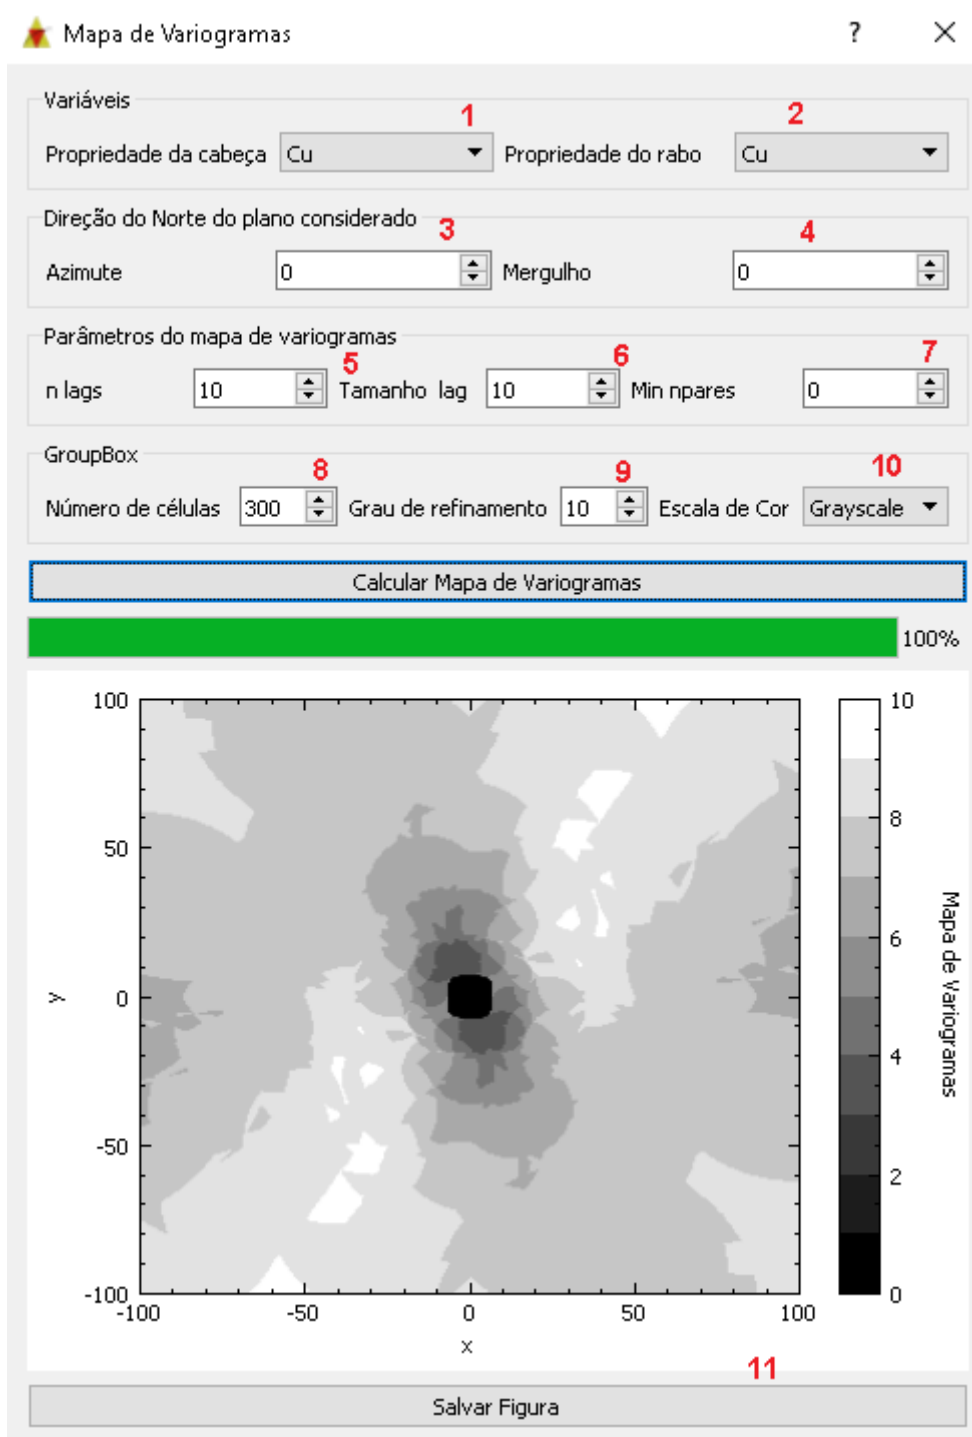 Mapa de Variogramas ?
Variáveis
1 2
Propriedade da cabeça Cu Propriedade do rabo Cu
Direção do Norte do plano considerado
3 4
Azimute 0 Mergulho 0
Parâmetros do mapa de variogramas
5 6 7
n lags 10 Tamanho lag 10 Min npares 0
GroupBox
8 9 10
Número de células 300 Grau de refinamento 10 Escala de Cor Grayscale
Calcular Mapa de Variogramas
100%
100
50
0
-50
-100
y
-100 -50 0 50 100
x
10
8
6
4
2
0
Mapa de Variogramas
11
Salvar Figura